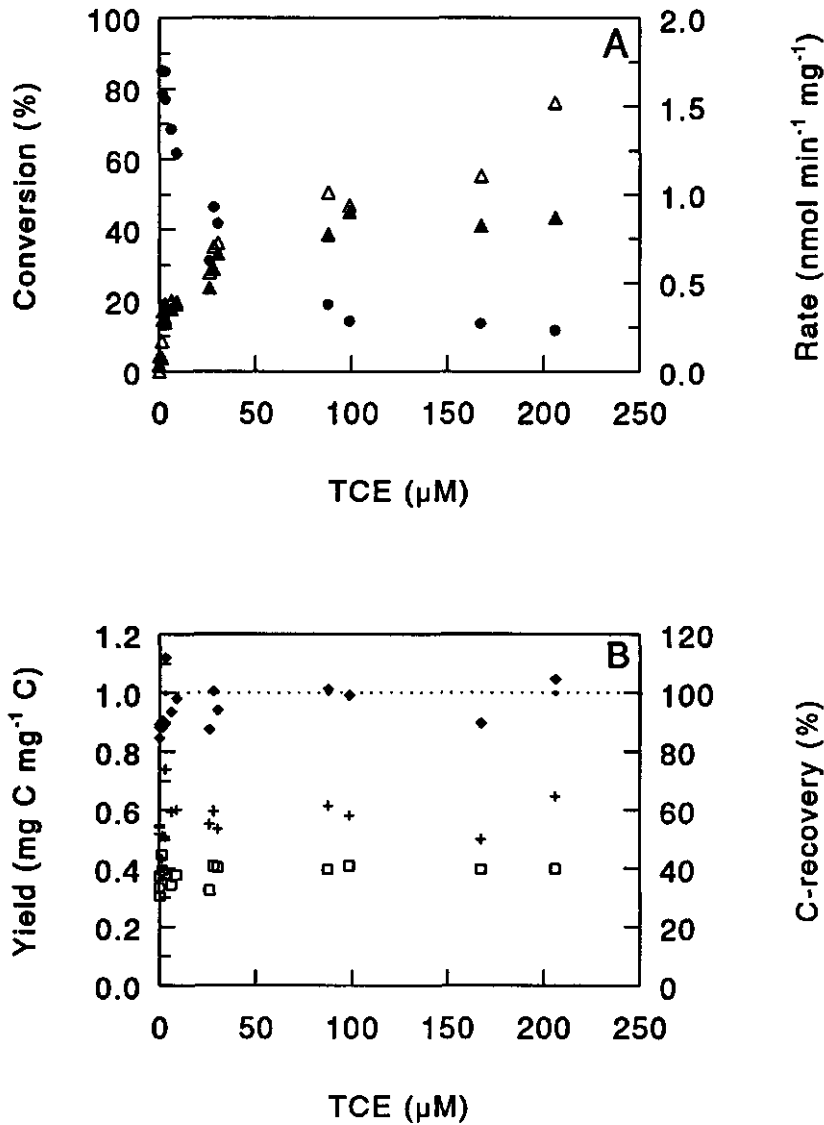 A
Conversion (%)
100
80
60
40
20
0
2.0
1.5
1.0
0.5
0.0
Rate (nmol min⁻¹ mg⁻¹)
0 50 100 150 200 250
TCE (µM)
B
Yield (mg C mg⁻¹ C)
1.2
1.0
0.8
0.6
0.4
0.2
0.0
120
100
80
60
40
20
0
C-recovery (%)
0 50 100 150 200 250
TCE (µM)